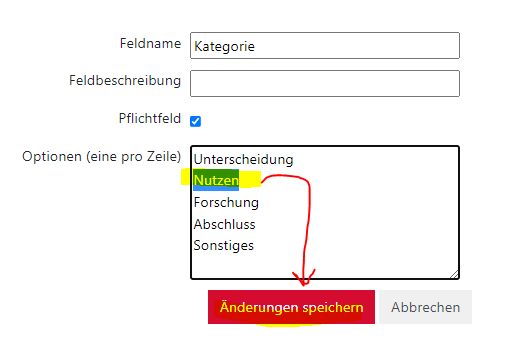 Feldname Kategorie
Feldbeschreibung
Pflichtfeld
Optionen (eine pro Zeile) Unterscheidung
Nutzen
Forschung
Abschluss
Sonstiges
Änderungen speichern Abbrechen